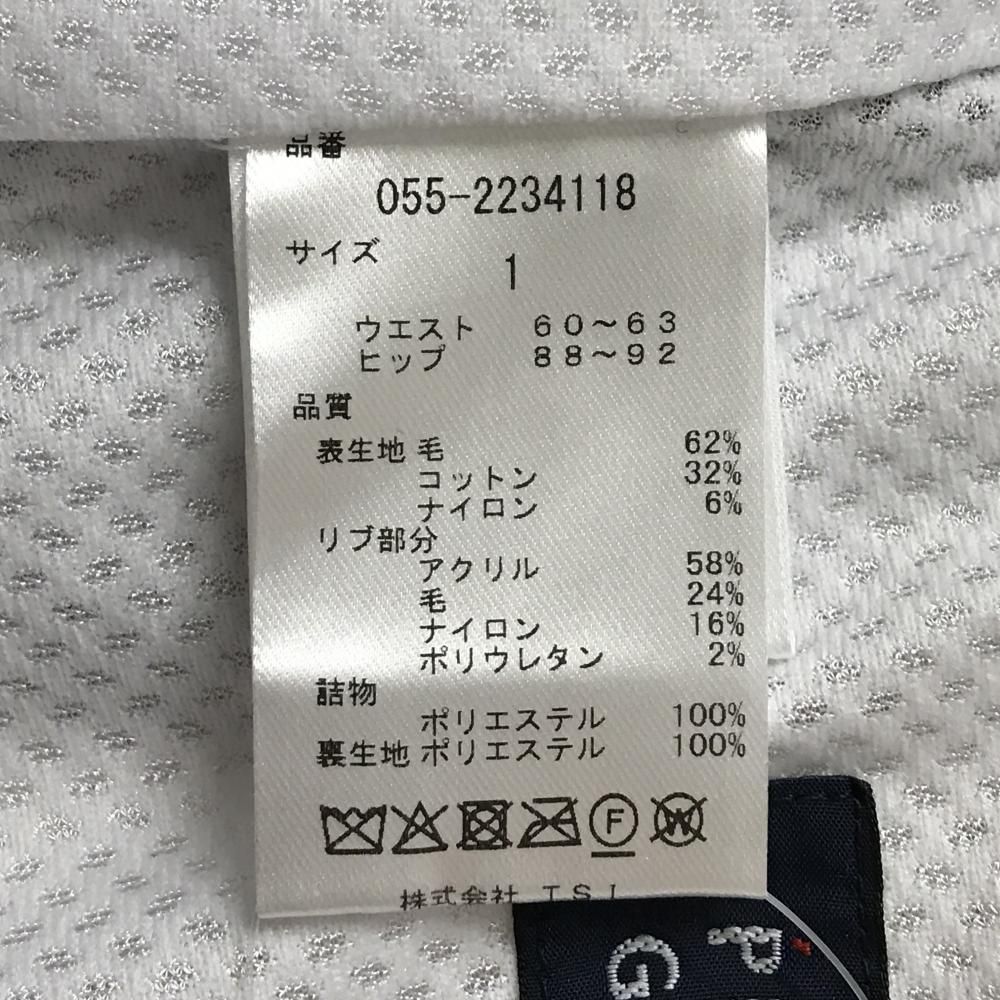 品番
055-2234118
サイズ
1
ウエスト 60～63
ヒップ 88～92
品質
表生地 毛 62%
コットン 32%
ナイロン 6%
リブ部分
アクリル 58%
毛 24%
ナイロン 16%
ポリウレタン 2%
詰物
ポリエステル 100%
裏生地 ポリエステル 100%
F W
株式会社 TSI
P
G